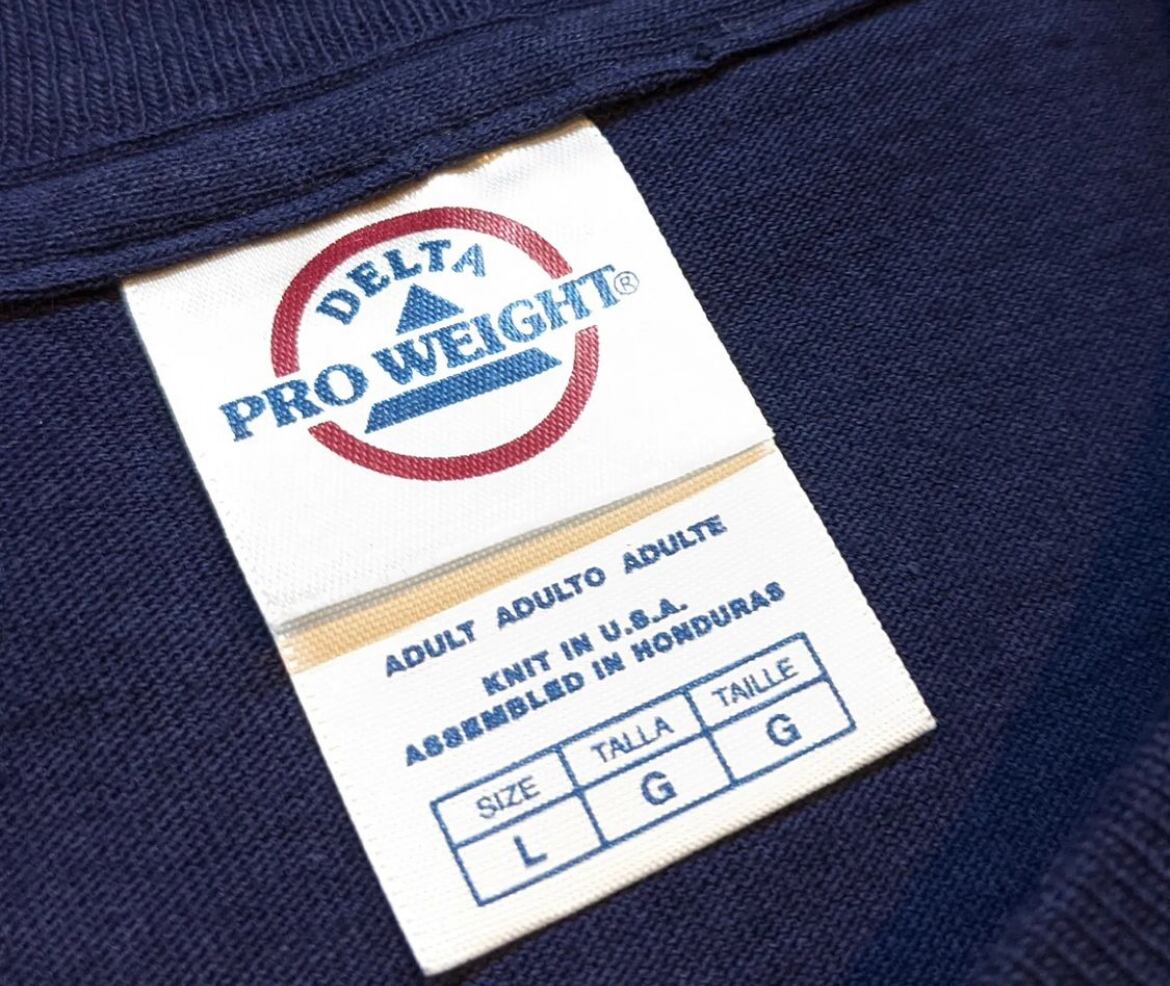 DELTA
PRO WEIGHT®
ADULT ADULTO ADULTE
KNIT IN U.S.A.
ASSEMBLED IN HONDURAS
SIZE TALLA TAILLE
L G G